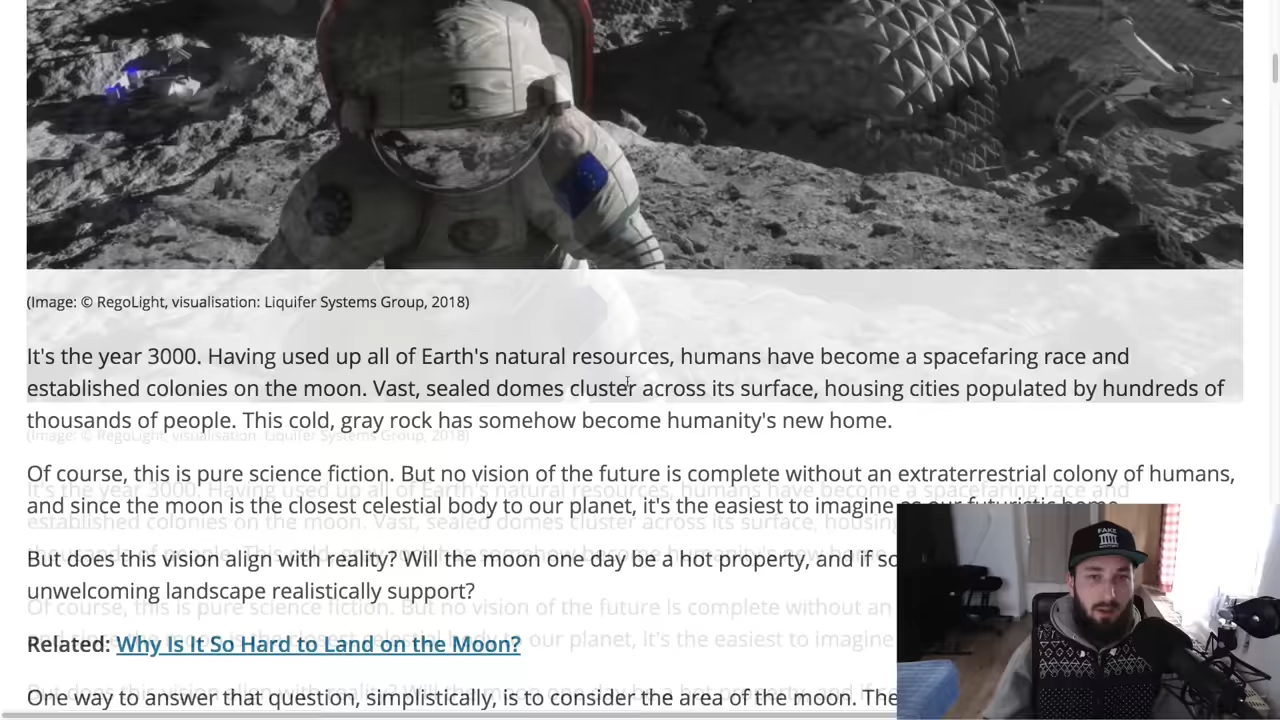 3
(Image: © RegoLight, visualisation: Liquifer Systems Group, 2018)
It's the year 3000. Having used up all of Earth's natural resources, humans have become a spacefaring race and
established colonies on the moon. Vast, sealed domes cluster across its surface, housing cities populated by hundreds of
thousands of people. This cold, gray rock has somehow become humanity's new home.
Of course, this is pure science fiction. But no vision of the future is complete without an extraterrestrial colony of humans,
and since the moon is the closest celestial body to our planet, it's the easiest to imagine as our futuristic home.
But does this vision align with reality? Will the moon one day be a hot property, and if so
unwelcoming landscape realistically support?
Related: Why Is It So Hard to Land on the Moon?
One way to answer that question, simplistically, is to consider the area of the moon. The
FAKE